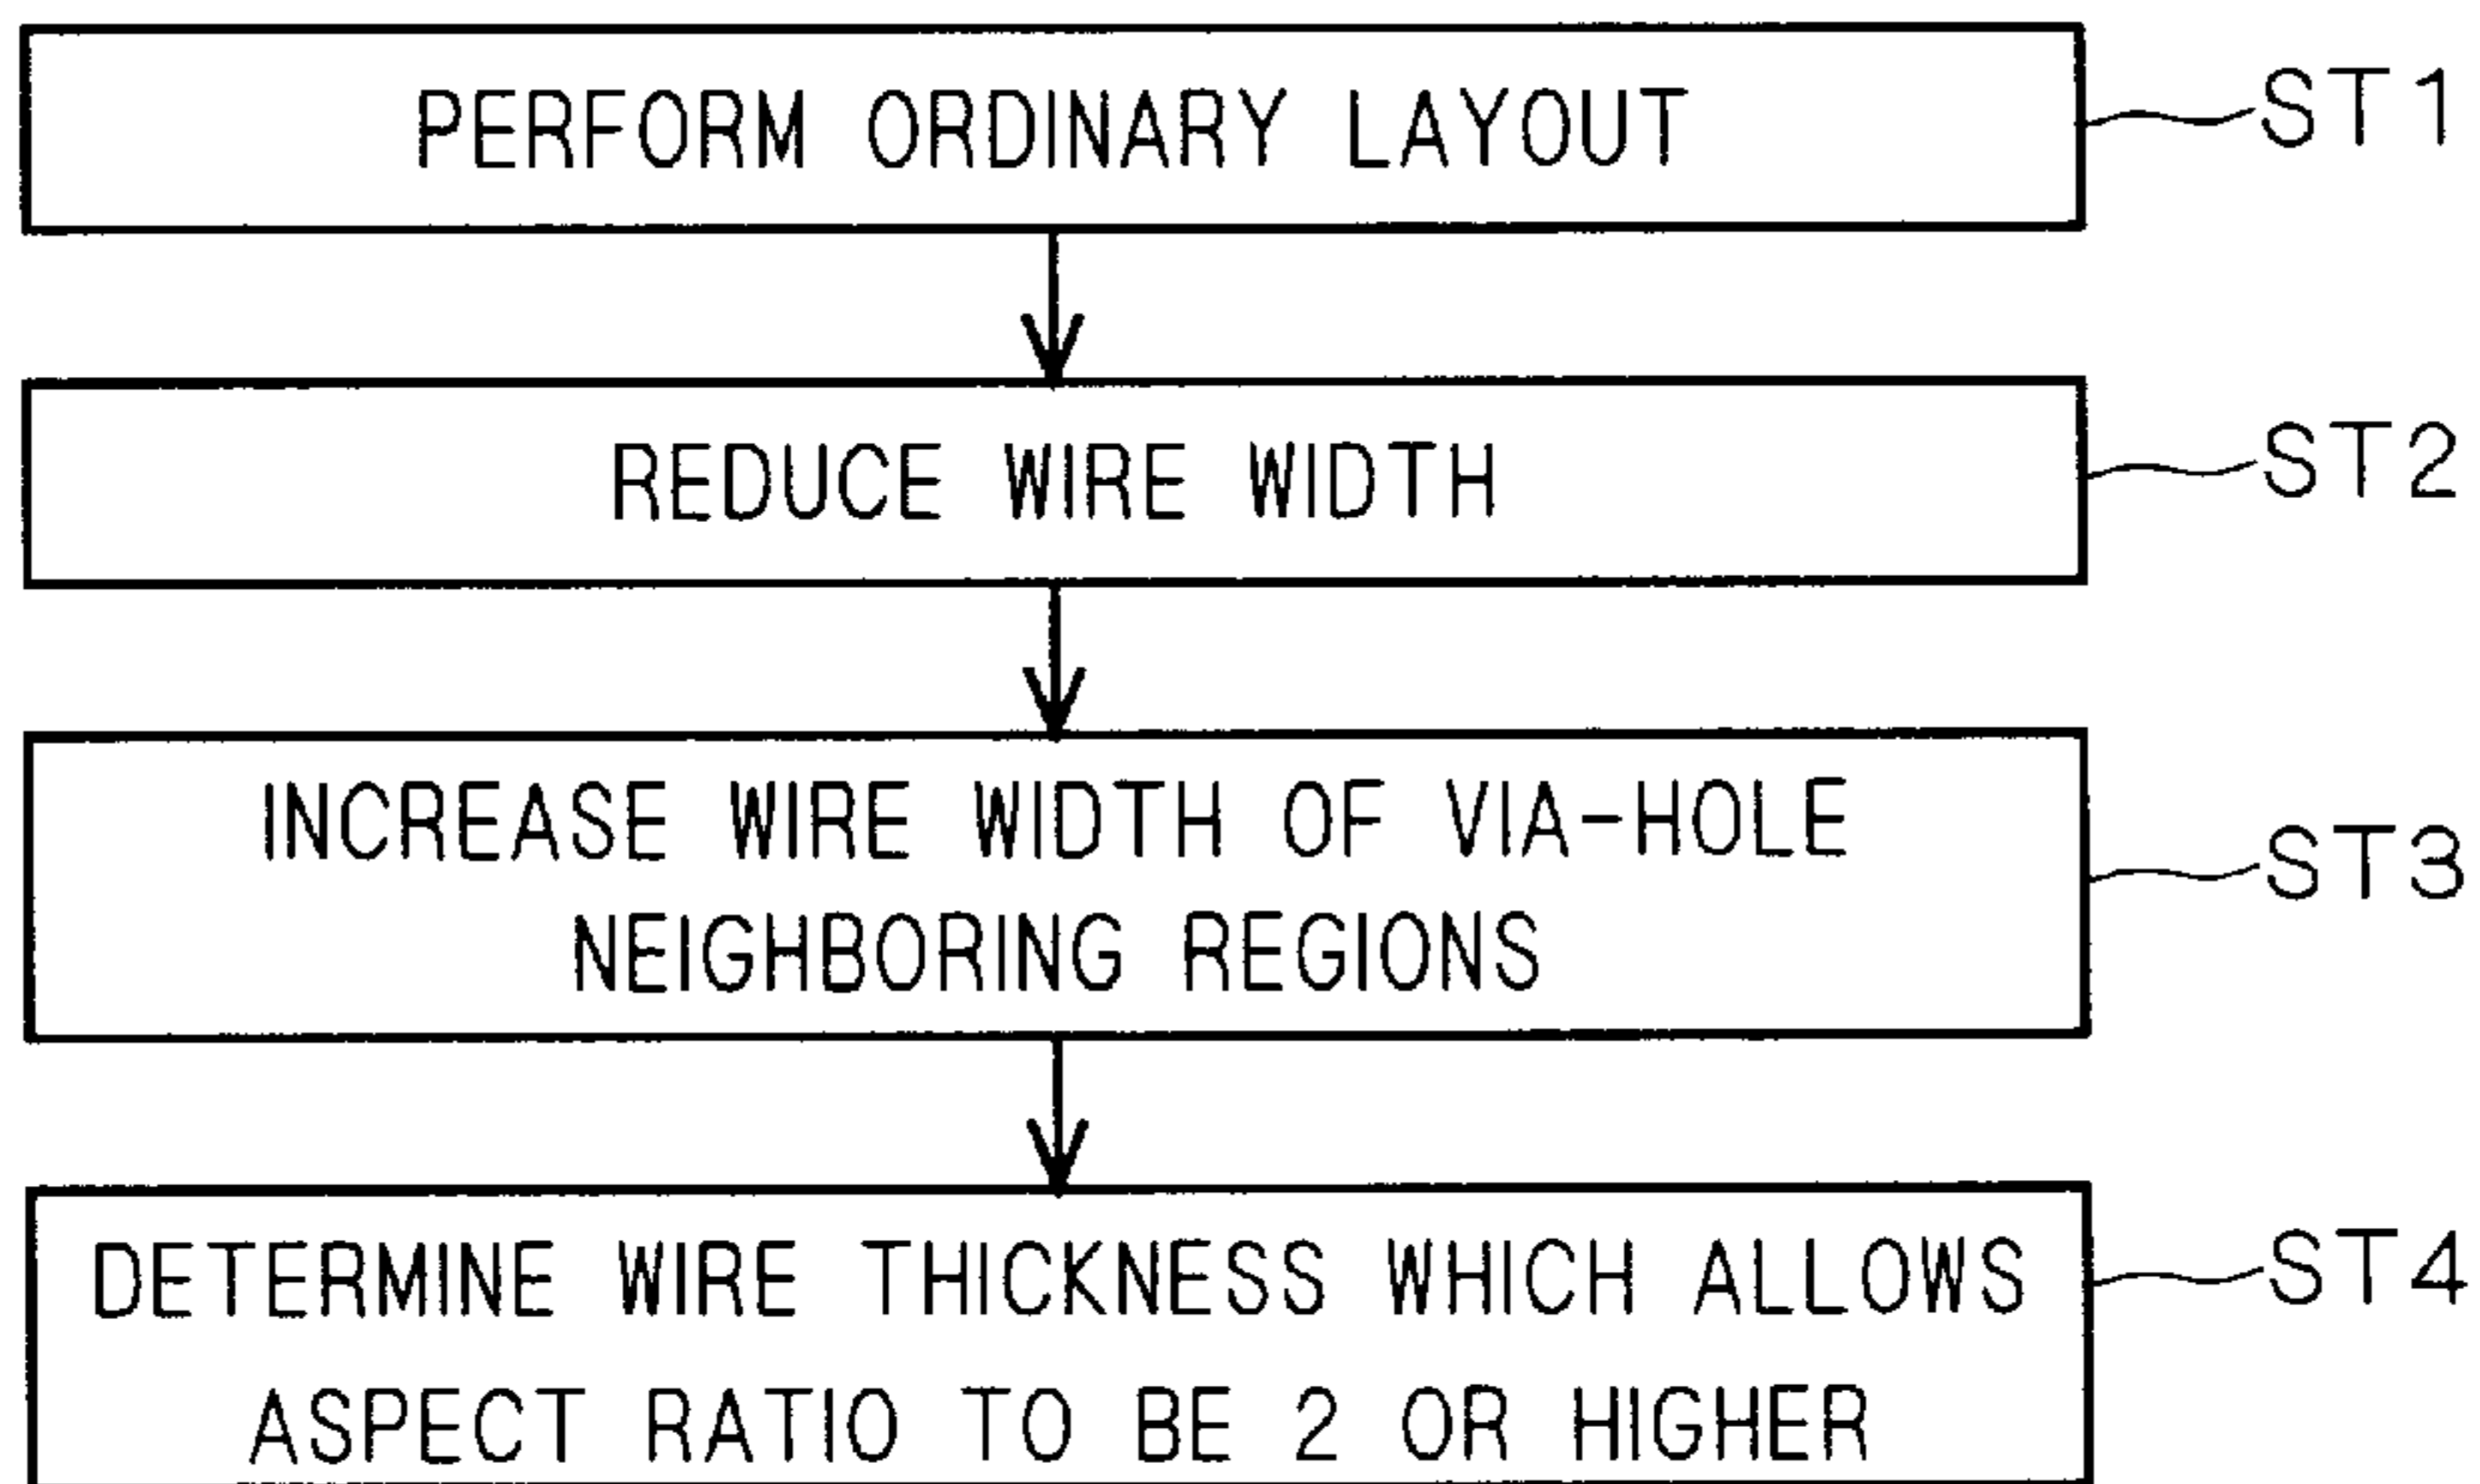 PERFORM ORDINARY LAYOUT
ST1
REDUCE WIRE WIDTH
ST2
INCREASE WIRE WIDTH OF VIA-HOLE
NEIGHBORING REGIONS
ST3
DETERMINE WIRE THICKNESS WHICH ALLOWS
ASPECT RATIO TO BE 2 OR HIGHER
ST4